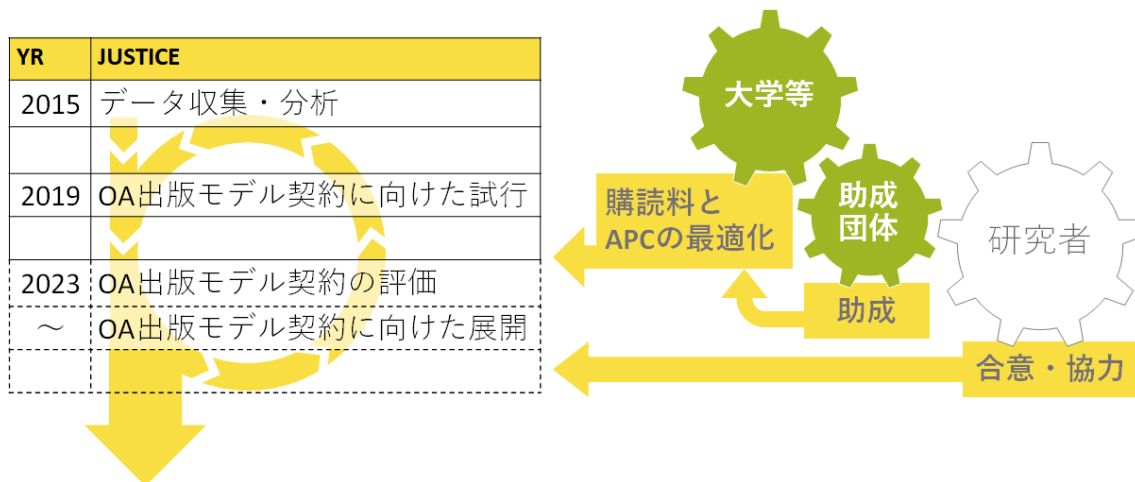 YR JUSTICE
2015 データ収集・分析
2019 OA出版モデル契約に向けた試行
2023 OA出版モデル契約の評価
～ OA出版モデル契約に向けた展開
大学等
助成
団体
研究者
購読料と
APCの最適化
助成
合意・協力